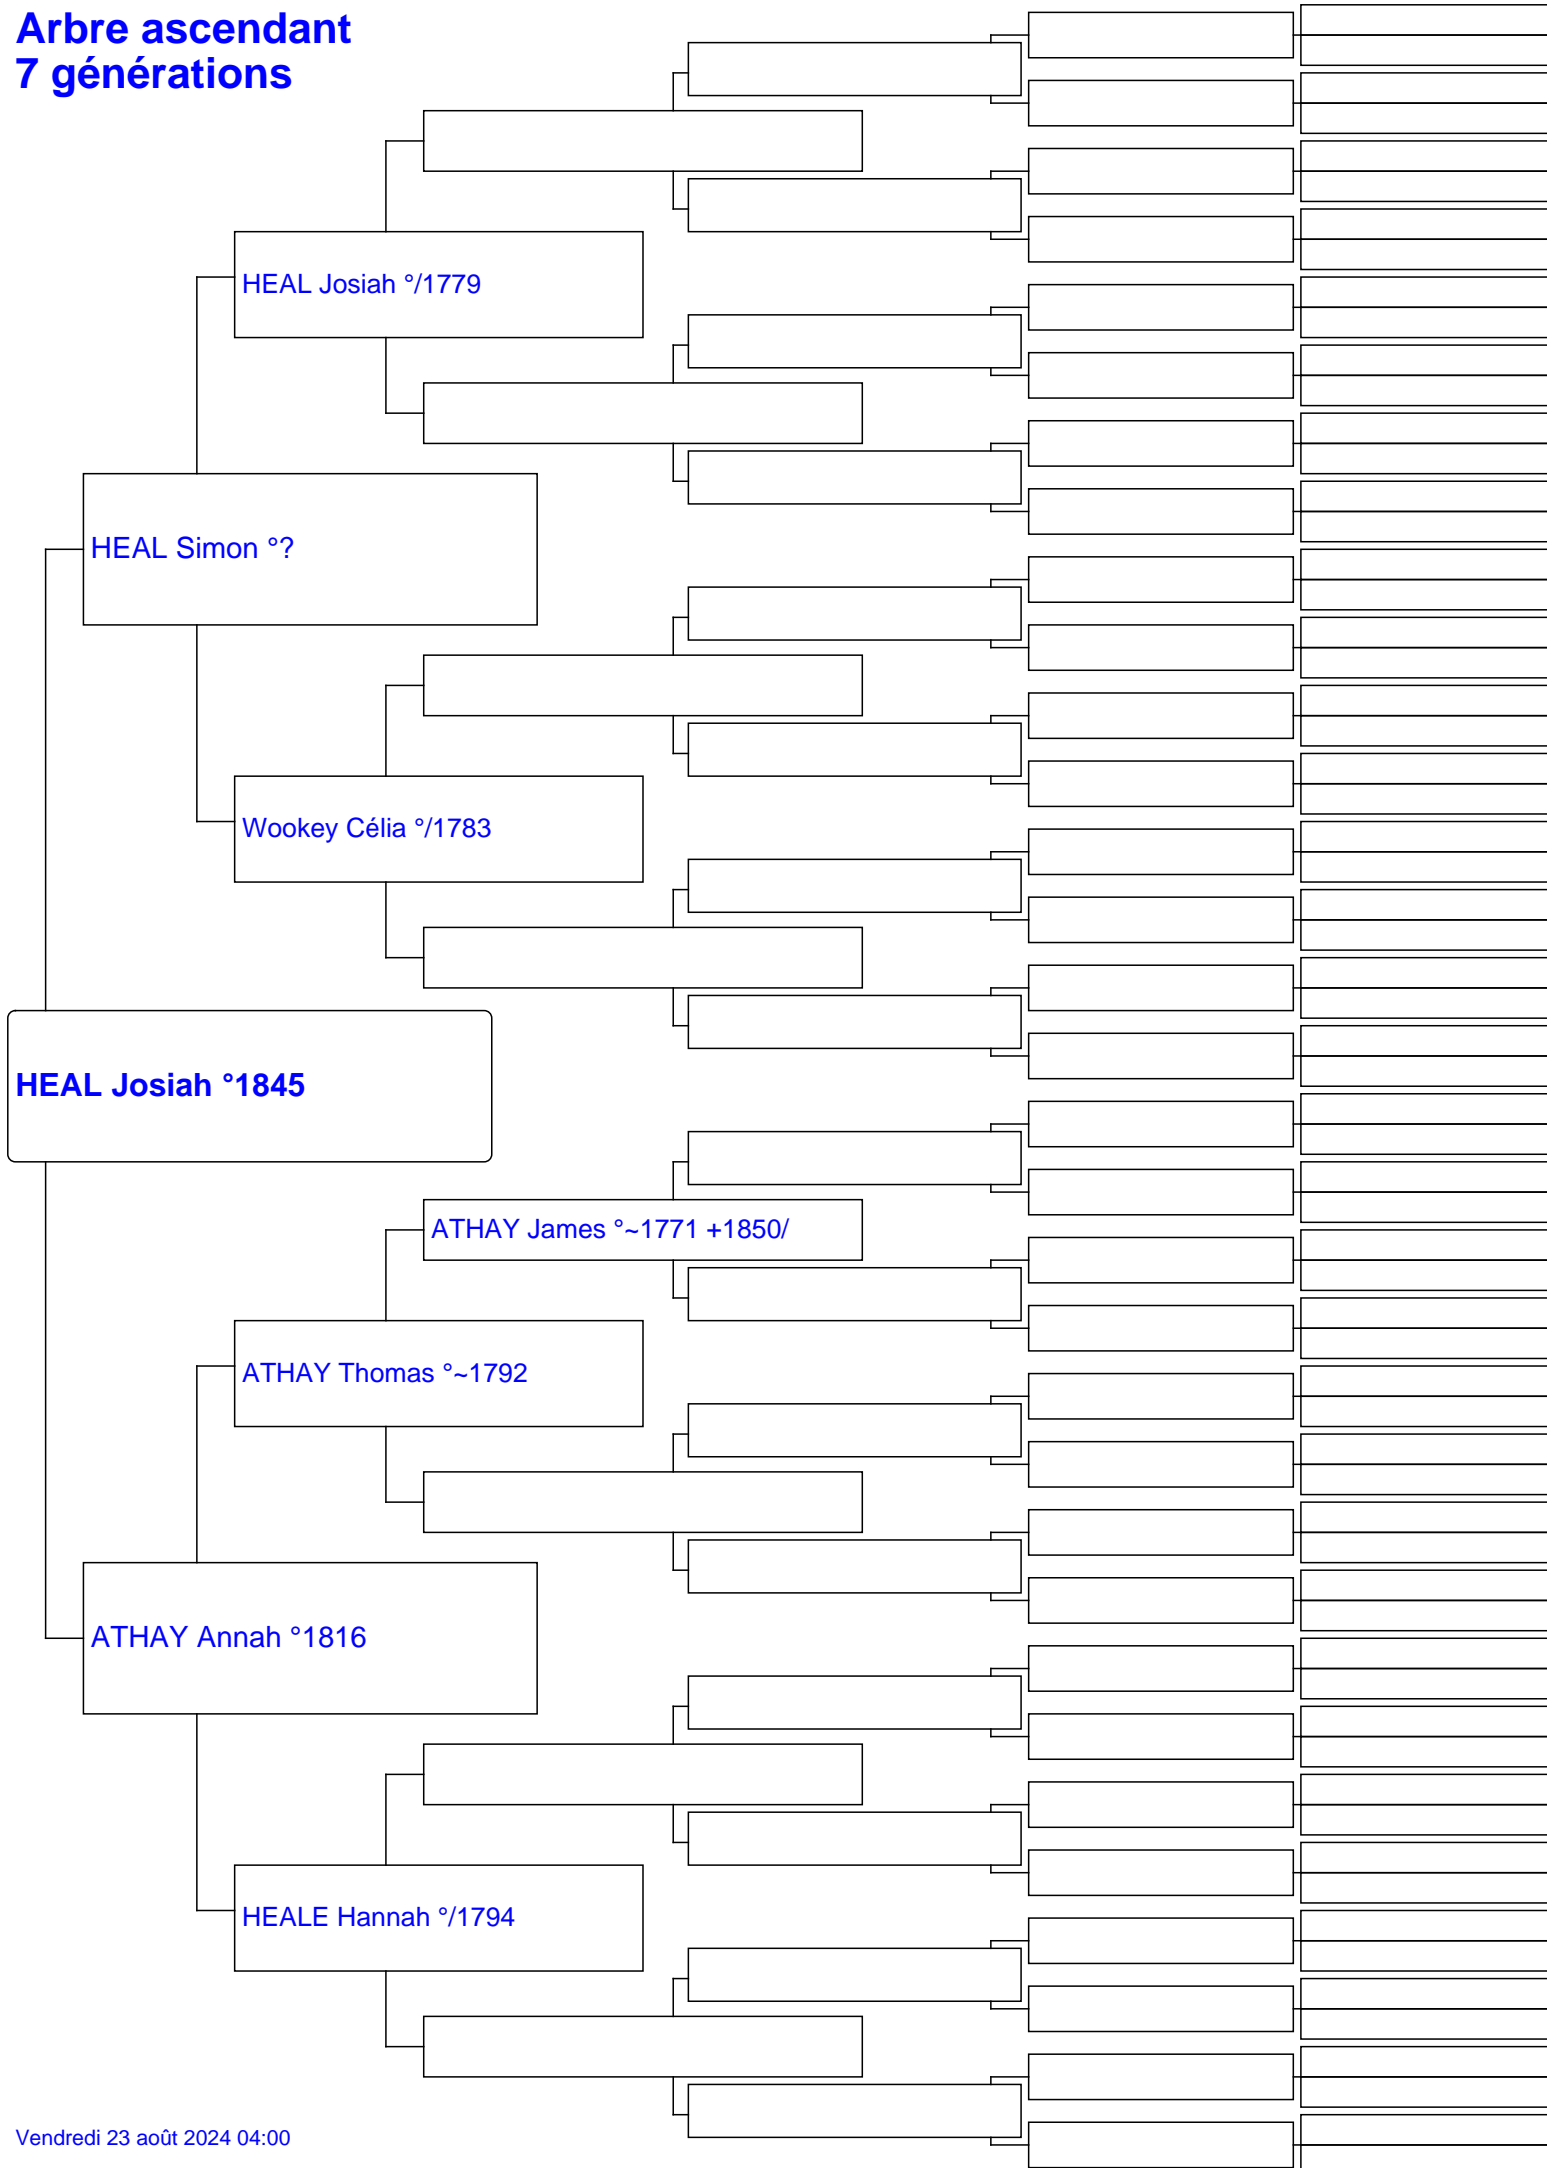 Arbre ascendant
7 générations
HEAL Josiah °/1779
HEAL Simon °?
Wookey Célia °/1783
HEAL Josiah °1845
ATHAY James °~1771 +1850/
ATHAY Thomas °~1792
ATHAY Annah °1816
HEALE Hannah °/1794
Vendredi 23 août 2024 04:00